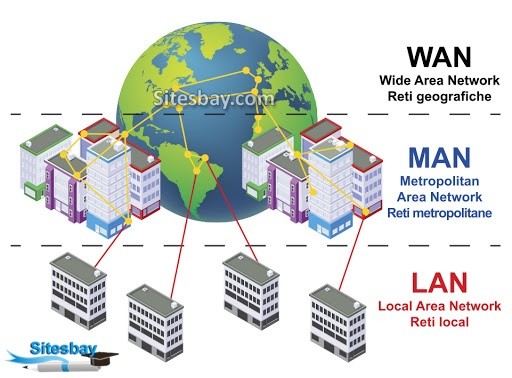 WAN
Wide Area Network
Reti geografiche
Sitesbay.com
MAN
Metropolitan
Area Network
Reti metropolitane
LAN
Local Area Network
Reti local
Sitesbay